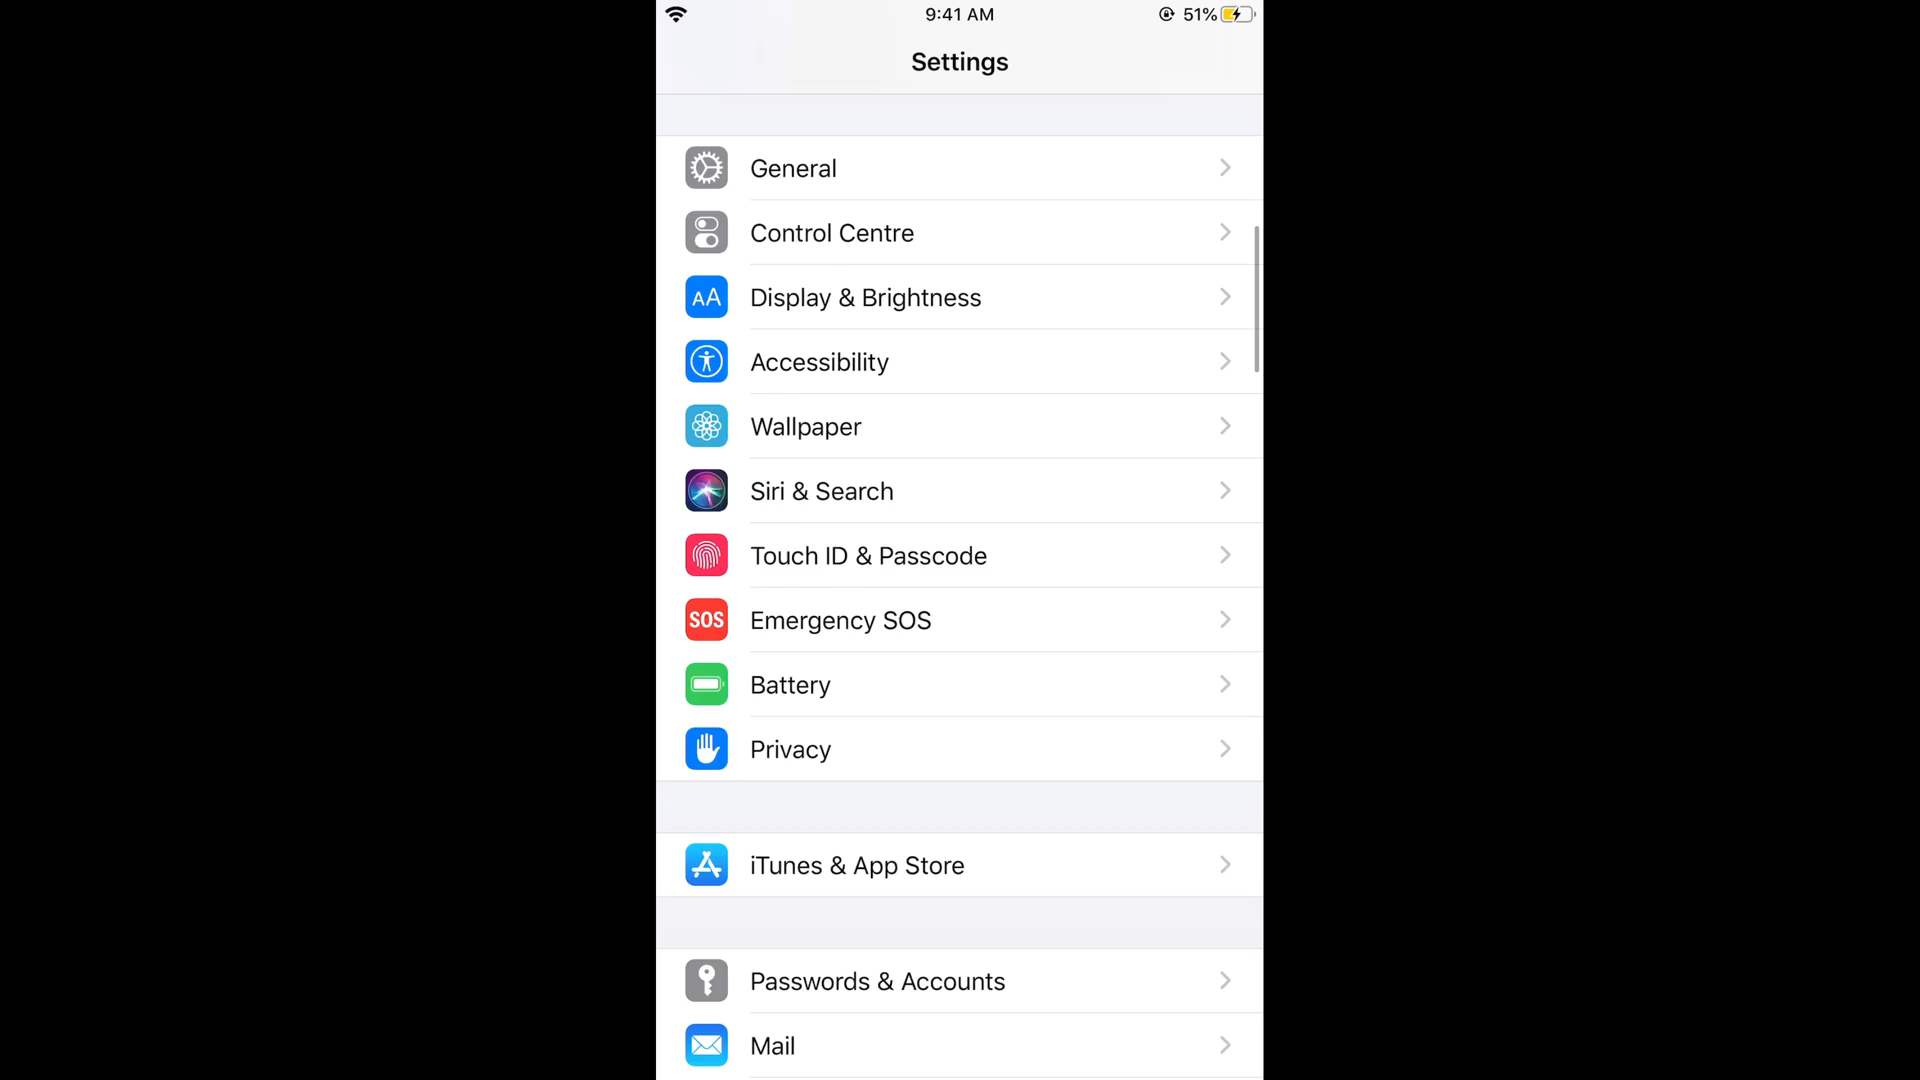 9:41 AM
51%
Settings
General
Control Centre
AA
Display & Brightness
Accessibility
Wallpaper
Siri & Search
Touch ID & Passcode
SOS
Emergency SOS
Battery
Privacy
iTunes & App Store
Passwords & Accounts
Mail